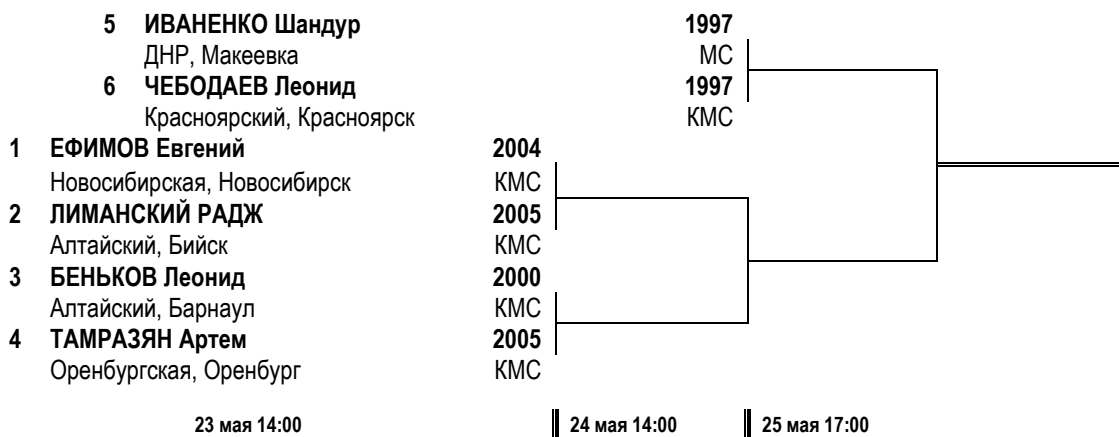 5 ИВАНЕНКО Шандур 1997
ДНР, Макеевка МС
6 ЧЕБОДАЕВ Леонид 1997
Красноярский, Красноярск КМС
1 ЕФИМОВ Евгений 2004
Новосибирская, Новосибирск КМС
2 ЛИМАНСКИЙ РАДЖ 2005
Алтайский, Бийск КМС
3 БЕНЬКОВ Леонид 2000
Алтайский, Барнаул КМС
4 ТАМРАЗЯН Артем 2005
Оренбургская, Оренбург КМС
23 мая 14:00 24 мая 14:00 25 мая 17:00